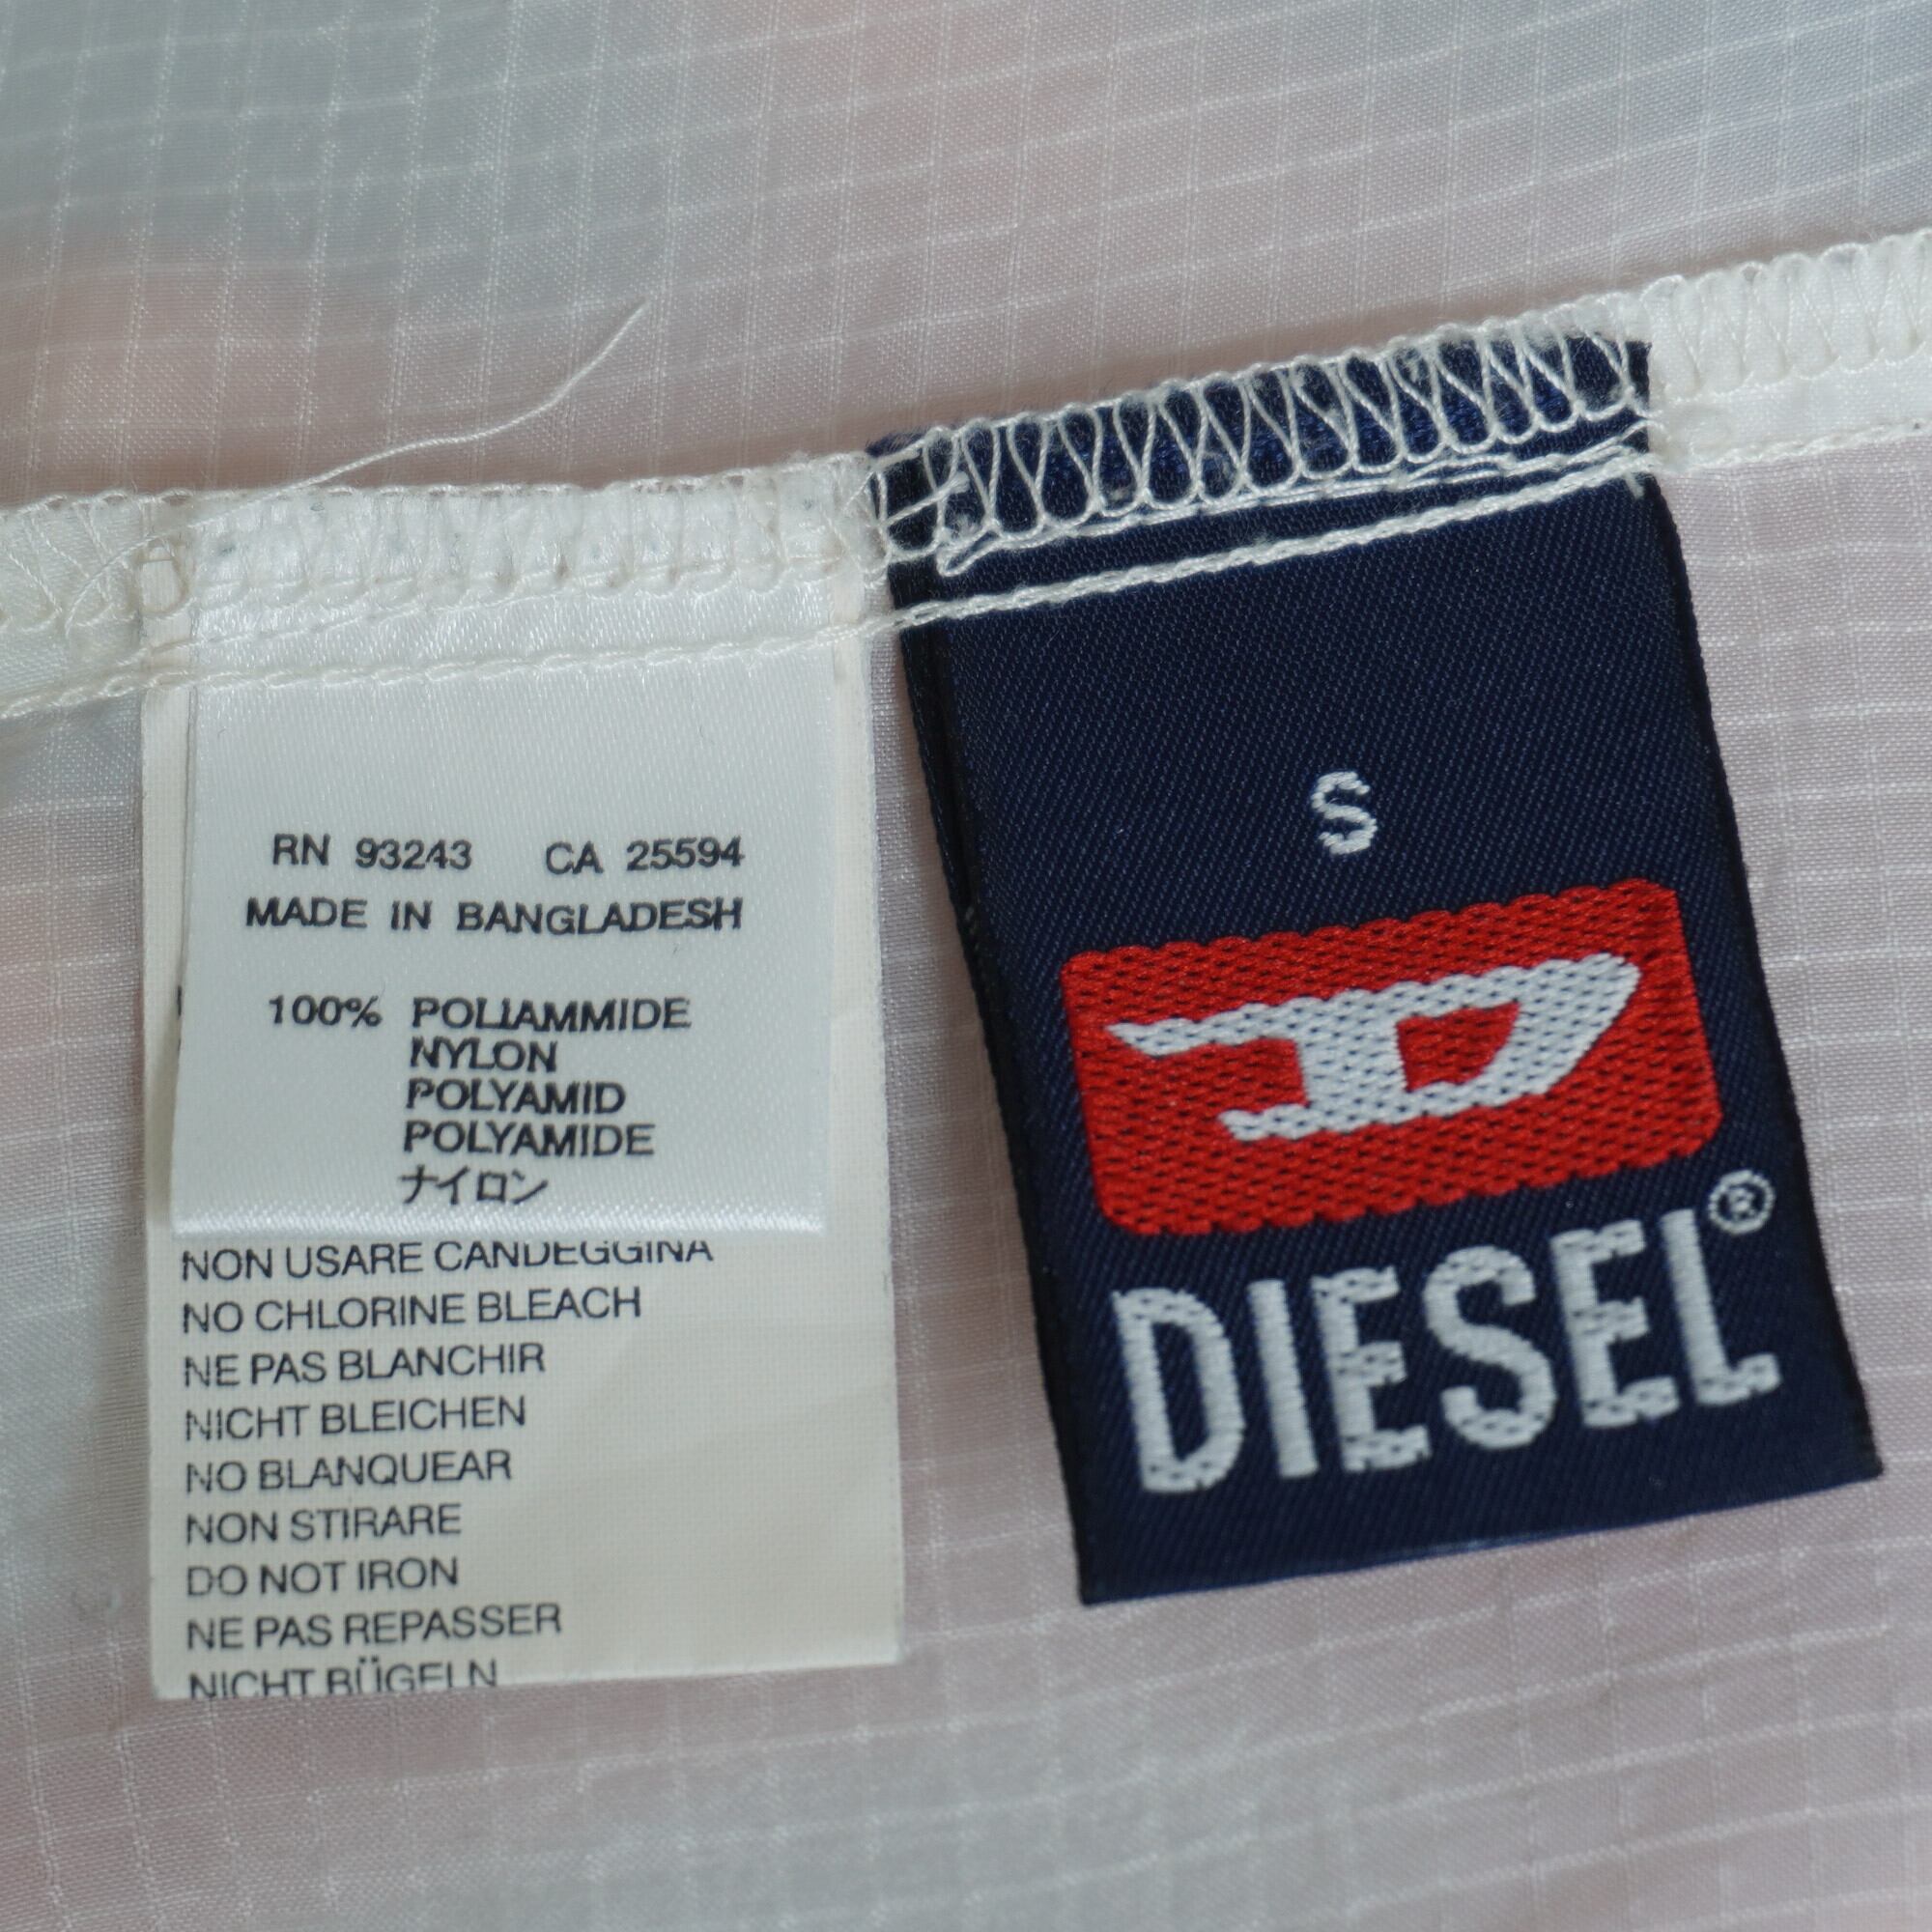 RN 93243 CA 25594
MADE IN BANGLADESH
100% POLIAMMIDE
NYLON
POLYAMID
POLYAMIDE
ナイロン
NON USARE CANDEGGINA
NO CHLORINE BLEACH
NE PAS BLANCHIR
NICHT BLEICHEN
NO BLANQUEAR
NON STIRARE
DO NOT IRON
NE PAS REPASSER
NICHT BÜGELN
S
D
DIESEL®